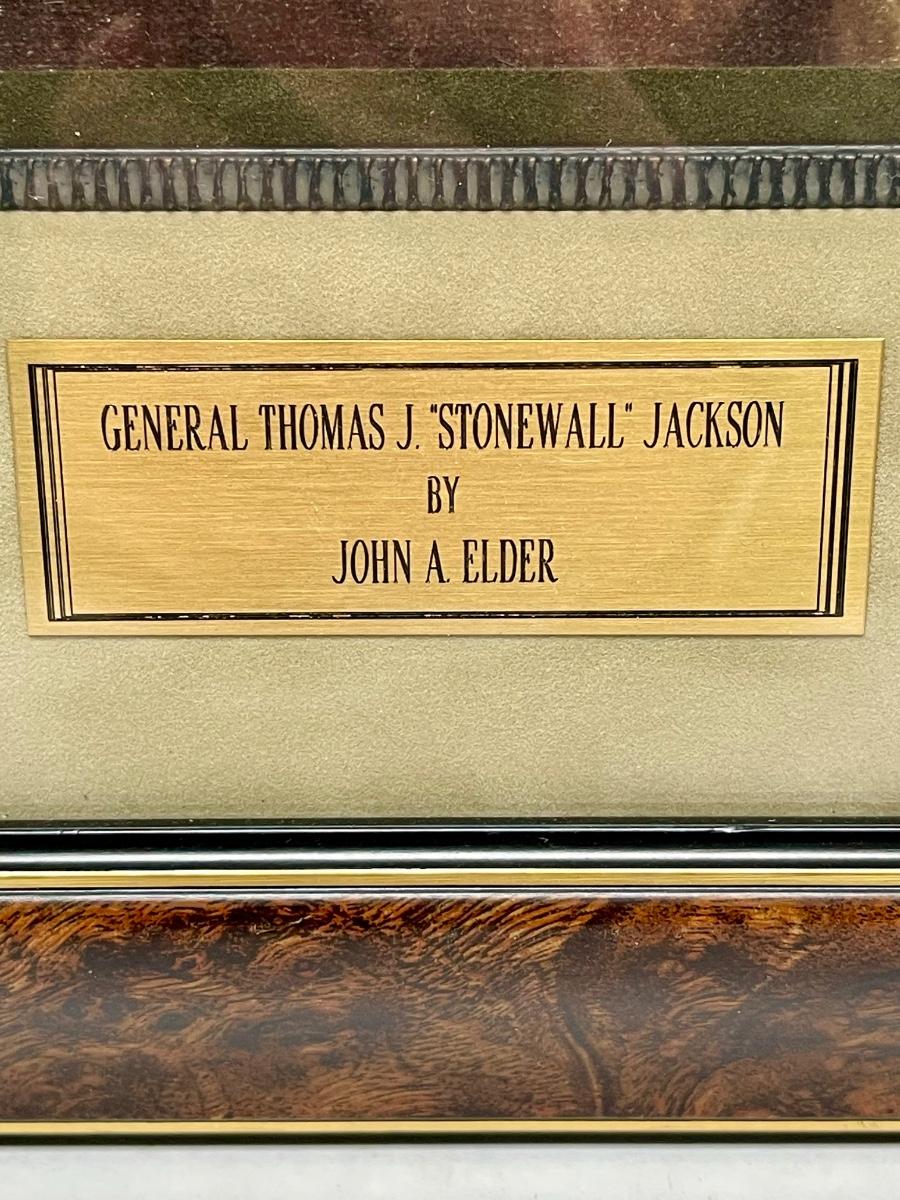 GENERAL THOMAS J. "STONEWALL" JACKSON
BY
JOHN A. ELDER